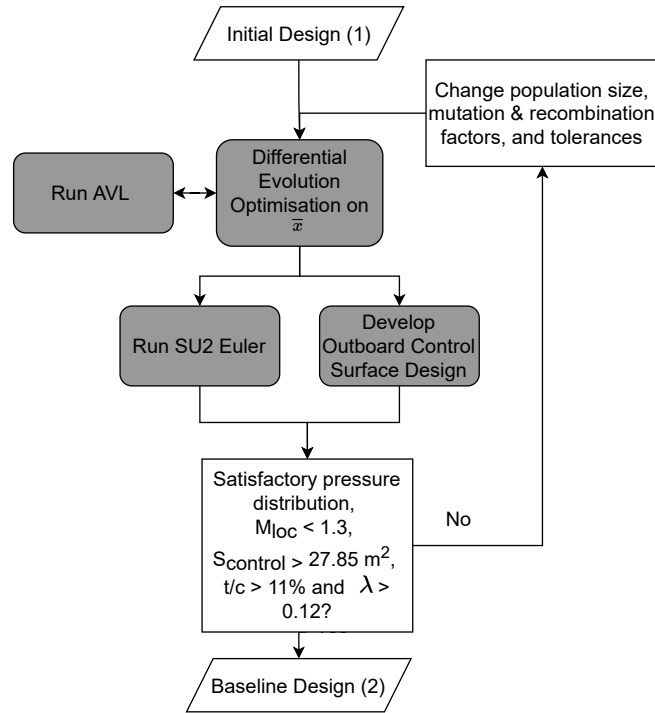 Initial Design (1)
Change population size,
mutation & recombination
factors, and tolerances
Differential
Evolution
Optimisation on
x̅
Run AVL
Run SU2 Euler
Develop
Outboard Control
Surface Design
Satisfactory pressure
distribution,
Mloc < 1.3,
Scontrol > 27.85 m²,
t/c > 11% and λ >
0.12?
No
Baseline Design (2)